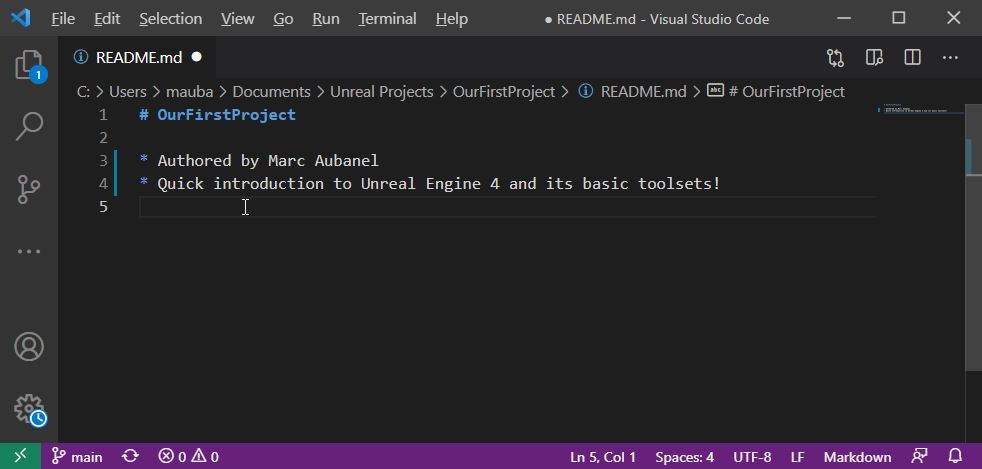 File Edit Selection View Go Run Terminal Help ● README.md - Visual Studio Code
README.md ●
1
C: > Users > mauba > Documents > Unreal Projects > OurFirstProject > README.md > abc # OurFirstProject
1 # OurFirstProject
2
3 * Authored by Marc Aubanel
4 * Quick introduction to Unreal Engine 4 and its basic toolsets!
5
main 0 0 Ln 5, Col 1 Spaces: 4 UTF-8 LF Markdown